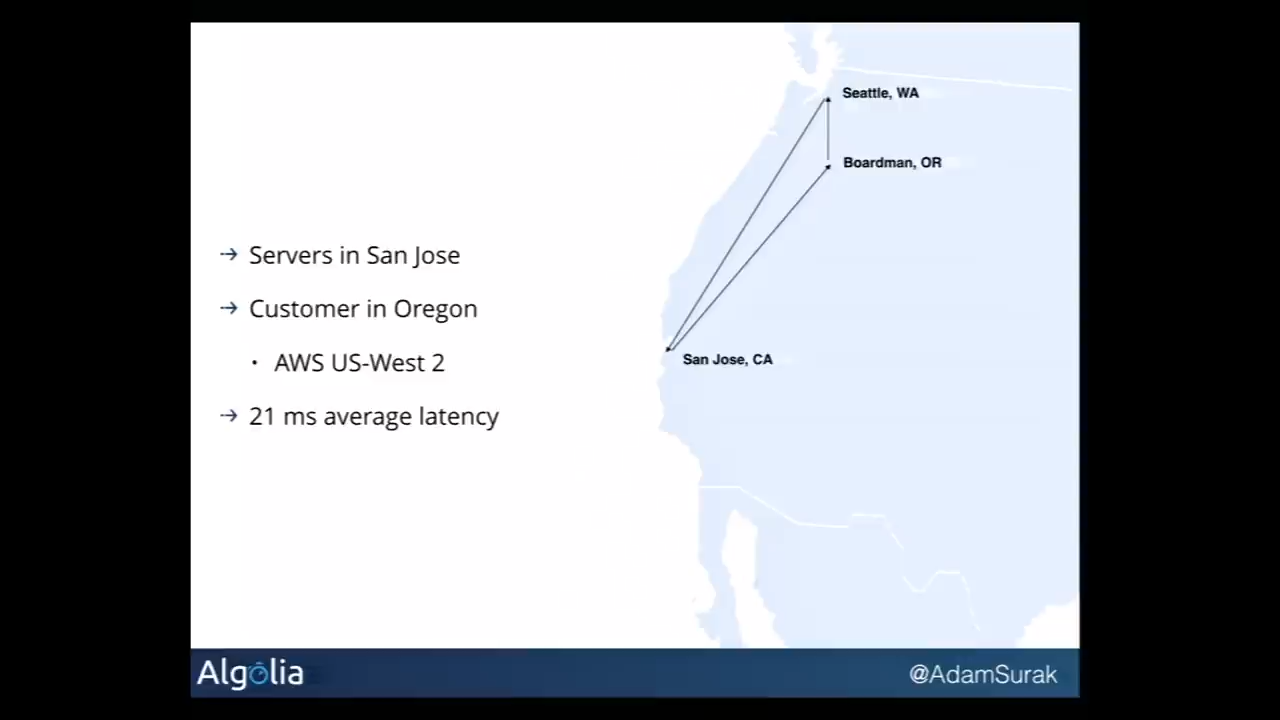 Seattle, WA
Boardman, OR
→ Servers in San Jose
→ Customer in Oregon
• AWS US-West 2
San Jose, CA
→ 21 ms average latency
Algolia
@AdamSurak